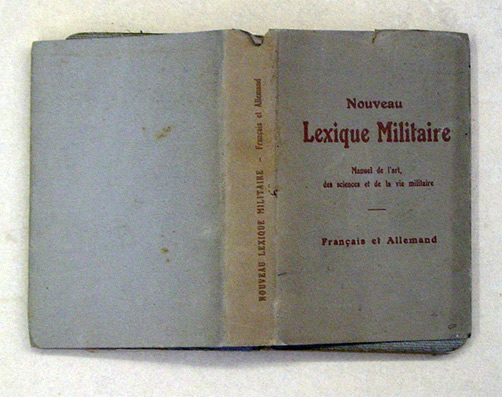 NOUVEAU LEXIQUE MILITAIRE – Français et Allemand
Nouveau
Lexique Militaire
Manuel de l'art,
des sciences et de la vie militaire
Français et Allemand